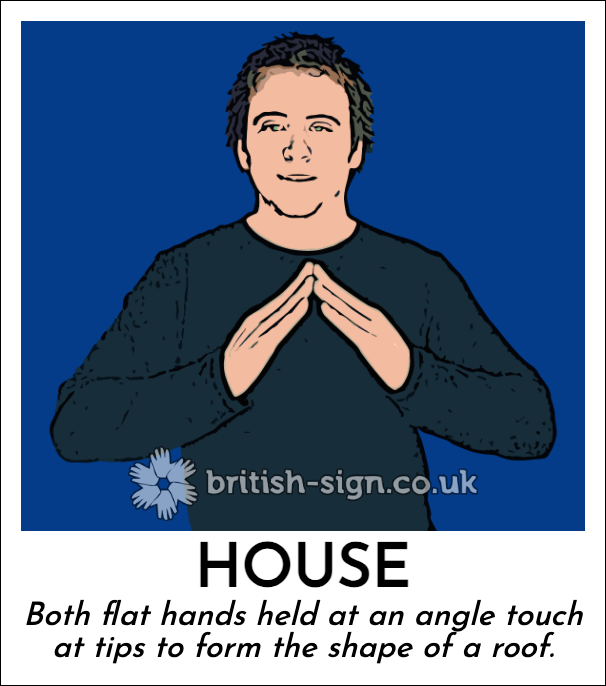 british-sign.co.uk
HOUSE
Both flat hands held at an angle touch
at tips to form the shape of a roof.